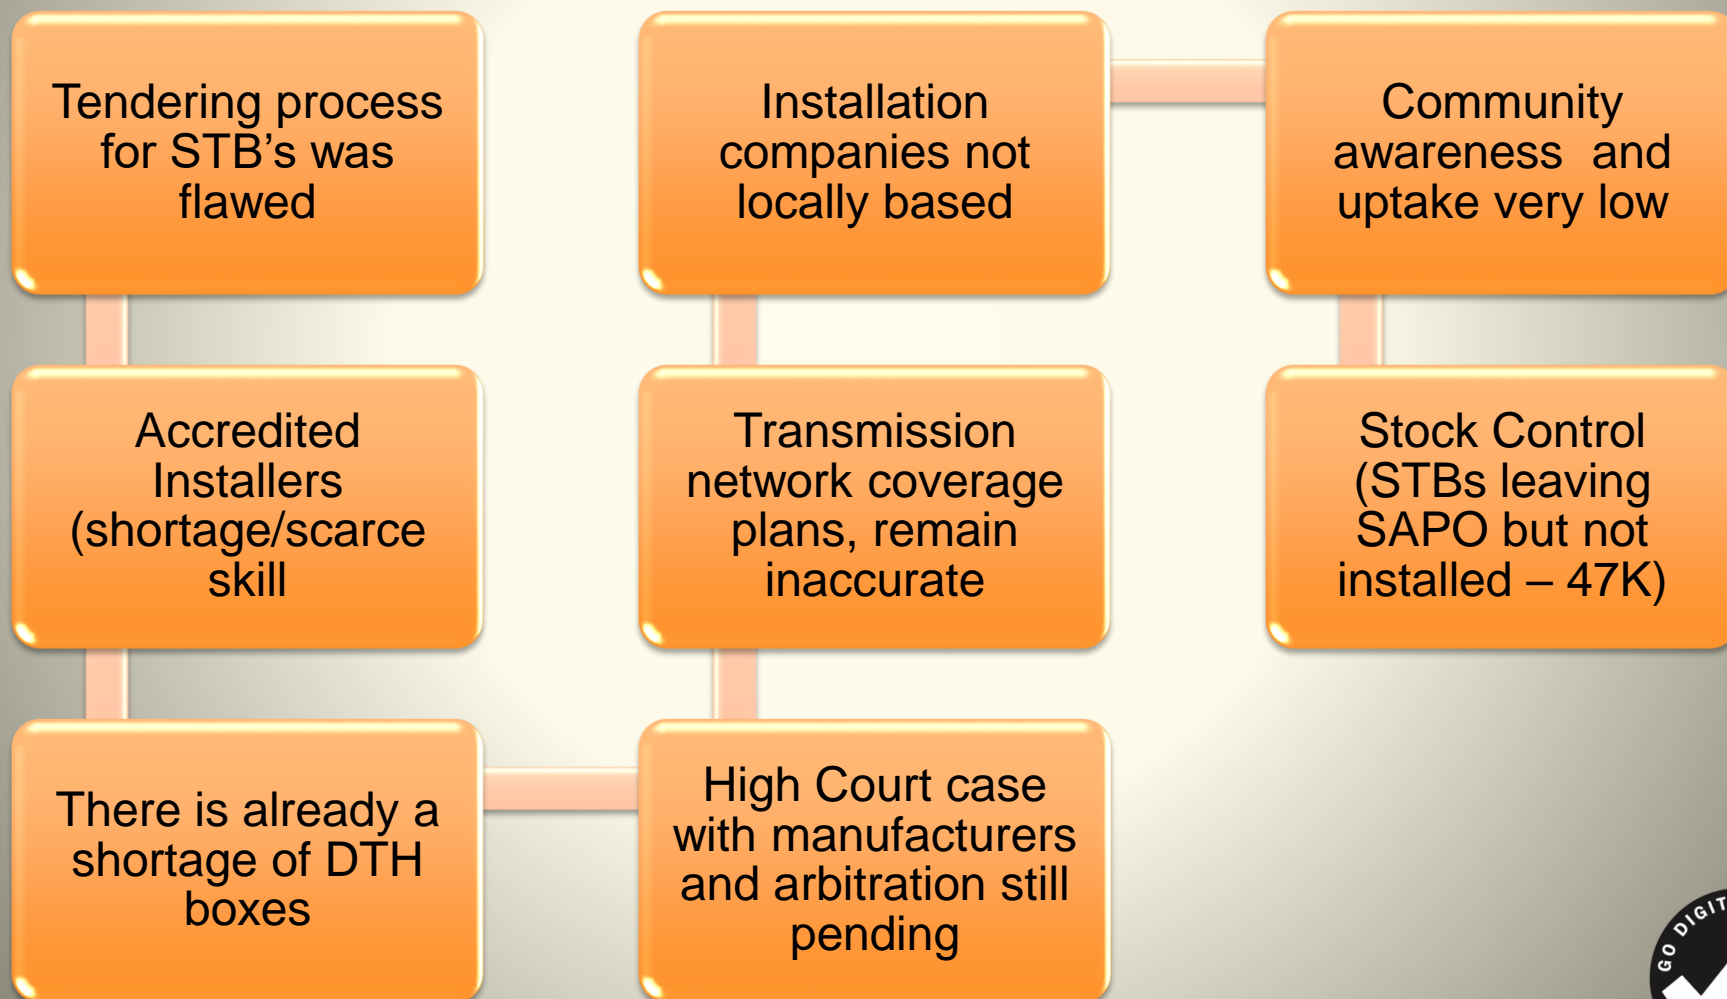 Tendering process
for STB’s was
flawed
Accredited
Installers
(shortage/scarce
skill
There is already a
shortage of DTH
boxes
High Court case
with manufacturers
and arbitration still
pending
Transmission
network coverage
plans, remain
inaccurate
Installation
companies not
locally based
Community
awareness  and
uptake very low
Stock Control
(STBs leaving
SAPO but not
installed – 47K)
GO